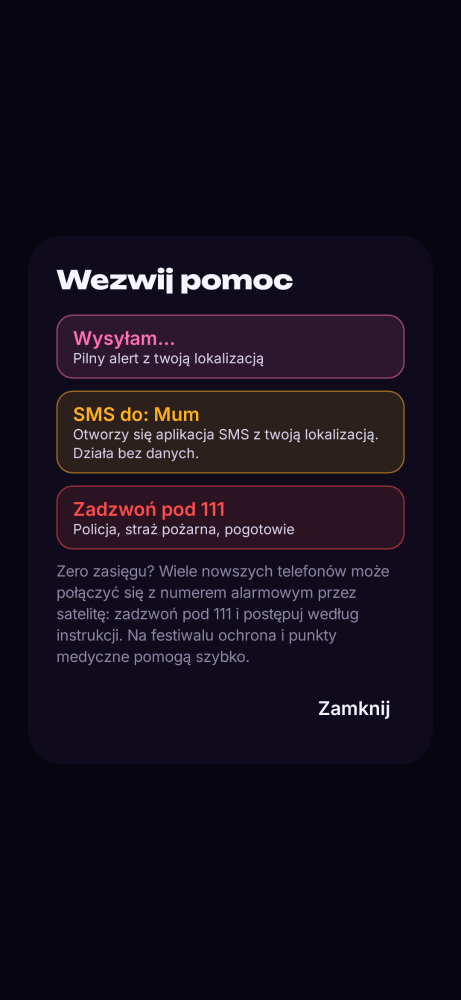 Wezwij pomoc
Wysyłam...
Pilny alert z twoją lokalizacją
SMS do: Mum
Otworzy się aplikacja SMS z twoją lokalizacją.
Działa bez danych.
Zadzwoń pod 111
Policja, straż pożarna, pogotowie
Zero zasięgu? Wiele nowszych telefonów może
połączyć się z numerem alarmowym przez
satelitę: zadzwoń pod 111 i postępuj według
instrukcji. Na festiwalu ochrona i punkty
medyczne pomogą szybko.
Zamknij